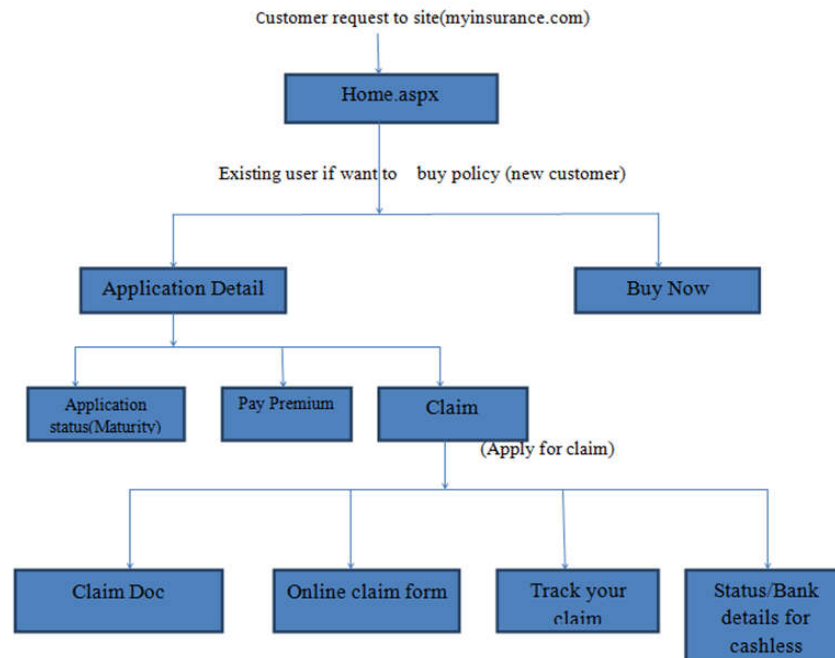 Customer request to site(myinsurance.com)
Home.aspx
Existing user if want to buy policy (new customer)
Application Detail
Buy Now
Application
status(Maturity)
Pay Premium
Claim
(Apply for claim)
Claim Doc
Online claim form
Track your
claim
Status/Bank
details for
cashless